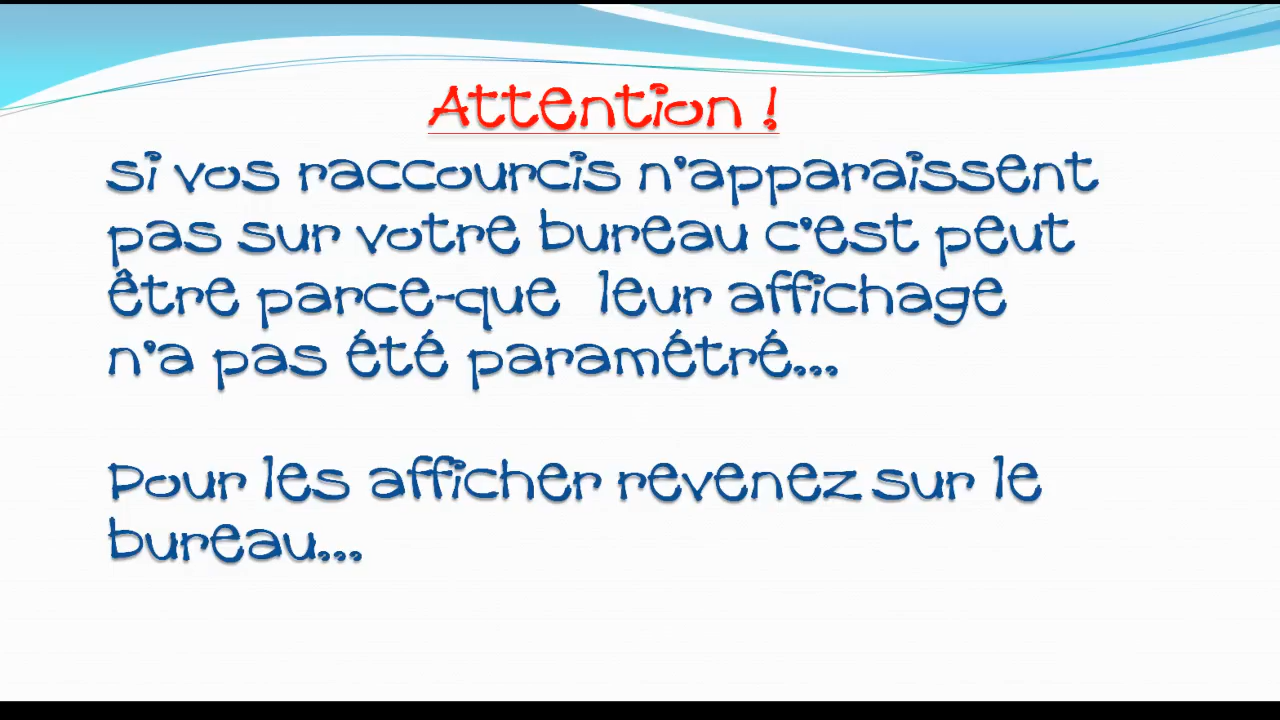 Attention !
si vos raccourcis n'apparaissent
pas sur votre bureau c'est peut
être parce-que leur affichage
n'a pas été paramétré...
Pour les afficher revenez sur le
bureau...